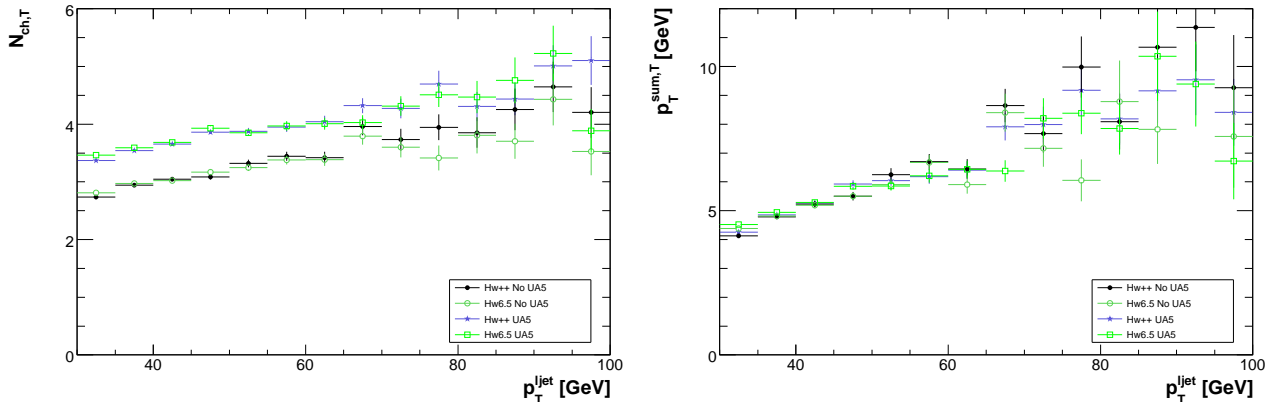 N_ch,T
6
4
2
0
Hw++ No UA5
Hw6.5 No UA5
Hw++ UA5
Hw6.5 UA5
40 60 80 100
p_T^ljet [GeV]
p_T^sum,T [GeV]
10
5
0
Hw++ No UA5
Hw6.5 No UA5
Hw++ UA5
Hw6.5 UA5
40 60 80 100
p_T^ljet [GeV]